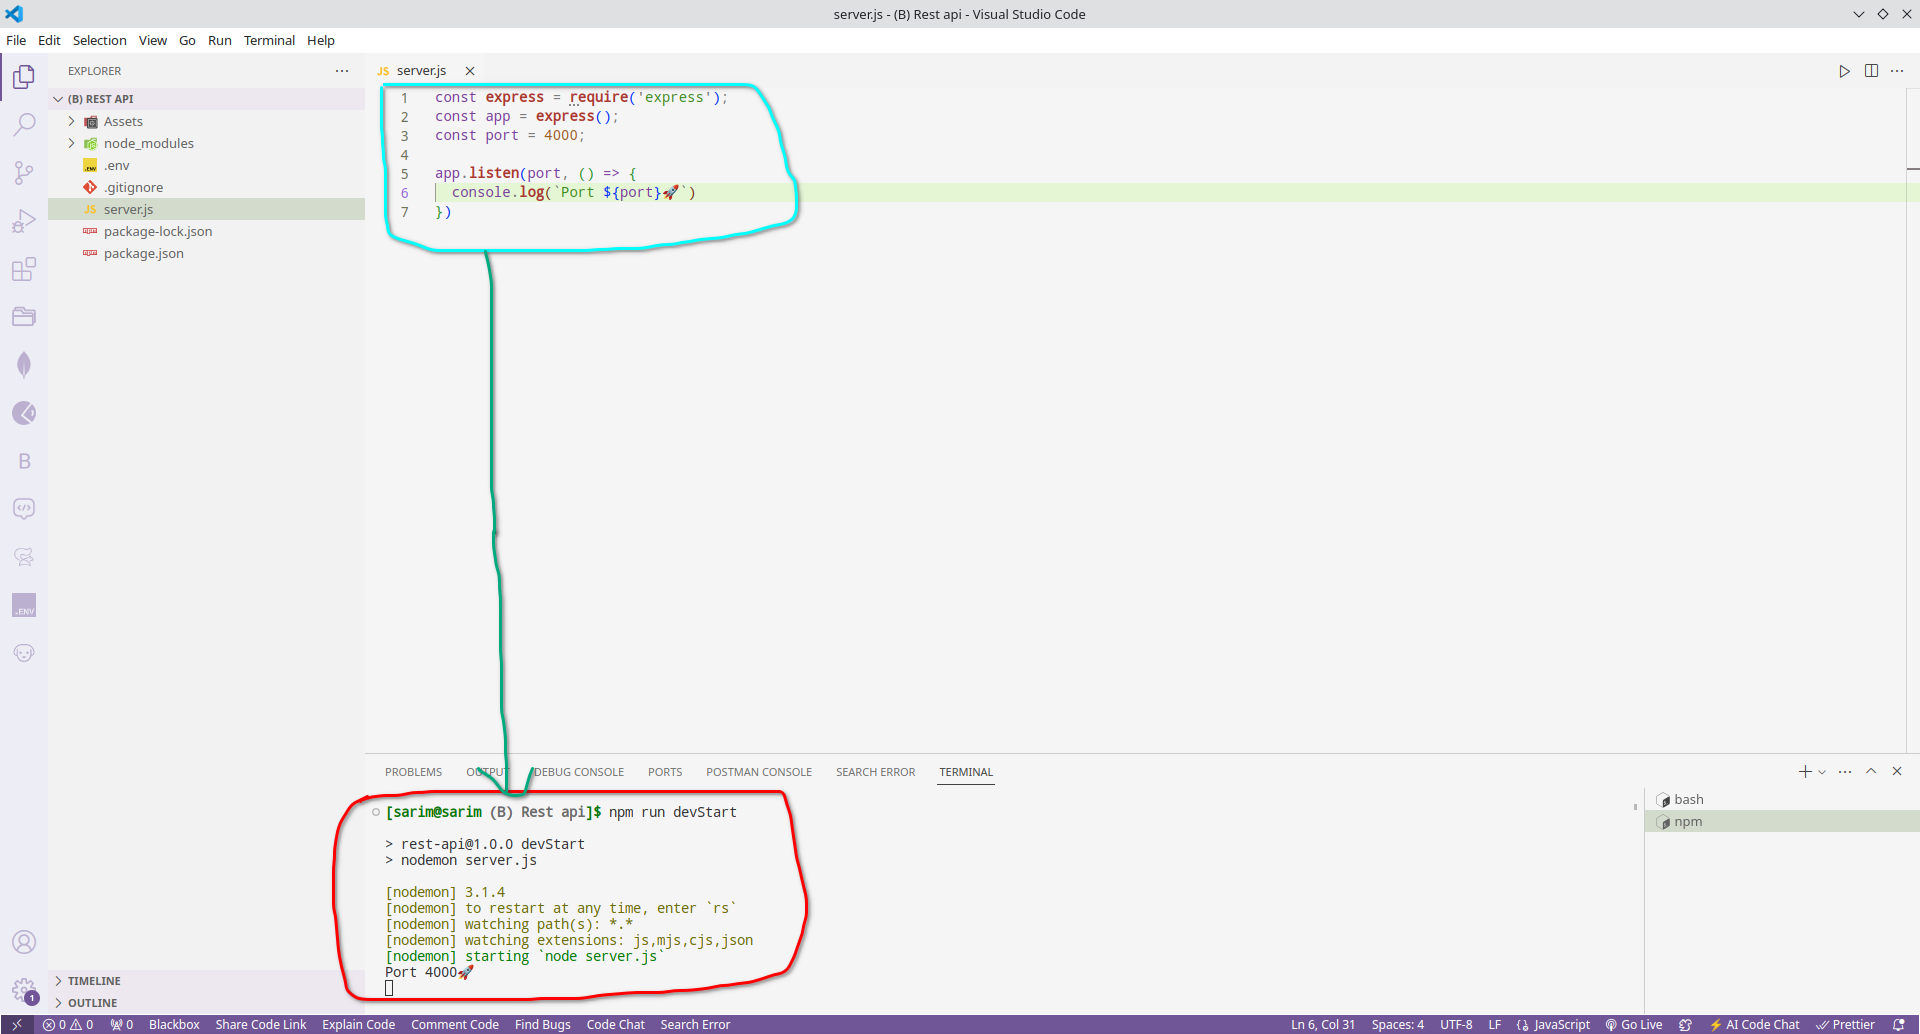 server.js - (B) Rest api - Visual Studio Code
File Edit Selection View Go Run Terminal Help
EXPLORER
(B) REST API
Assets
node_modules
.env
.gitignore
JS server.js
package-lock.json
package.json
TIMELINE
OUTLINE
B
.ENV
1
JS server.js
1 const express = require('express');
2 const app = express();
3 const port = 4000;
4
5 app.listen(port, () => {
6 console.log(`Port ${port}🚀`)
7 })
PROBLEMS OUTPUT DEBUG CONSOLE PORTS POSTMAN CONSOLE SEARCH ERROR TERMINAL
[sarim@sarim (B) Rest api]$ npm run devStart
> rest-api@1.0.0 devStart
> nodemon server.js
[nodemon] 3.1.4
[nodemon] to restart at any time, enter `rs`
[nodemon] watching path(s): *.*
[nodemon] watching extensions: js,mjs,cjs,json
[nodemon] starting `node server.js`
Port 4000🚀
bash
npm
0 0 0 Blackbox Share Code Link Explain Code Comment Code Find Bugs Code Chat Search Error Ln 6, Col 31 Spaces: 4 UTF-8 LF {} JavaScript Go Live AI Code Chat Prettier